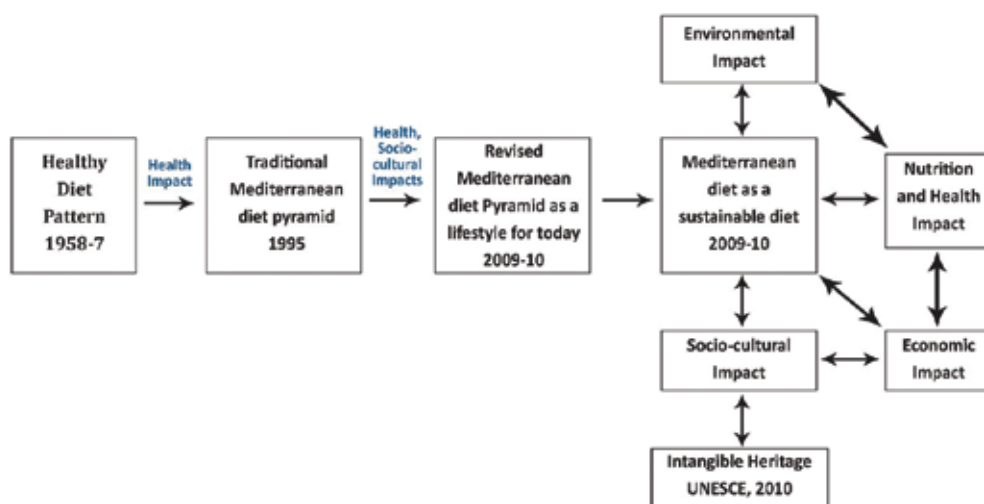 Environmental
Impact
Healthy
Diet
Pattern
1958-7
Health
Impact
Traditional
Mediterranean
diet pyramid
1995
Health,
Socio-
cultural
Impacts
Revised
Mediterranean
diet Pyramid as a
lifestyle for today
2009-10
Mediterranean
diet as a
sustainable diet
2009-10
Nutrition
and Health
Impact
Socio-cultural
Impact
Economic
Impact
Intangible Heritage
UNESCE, 2010